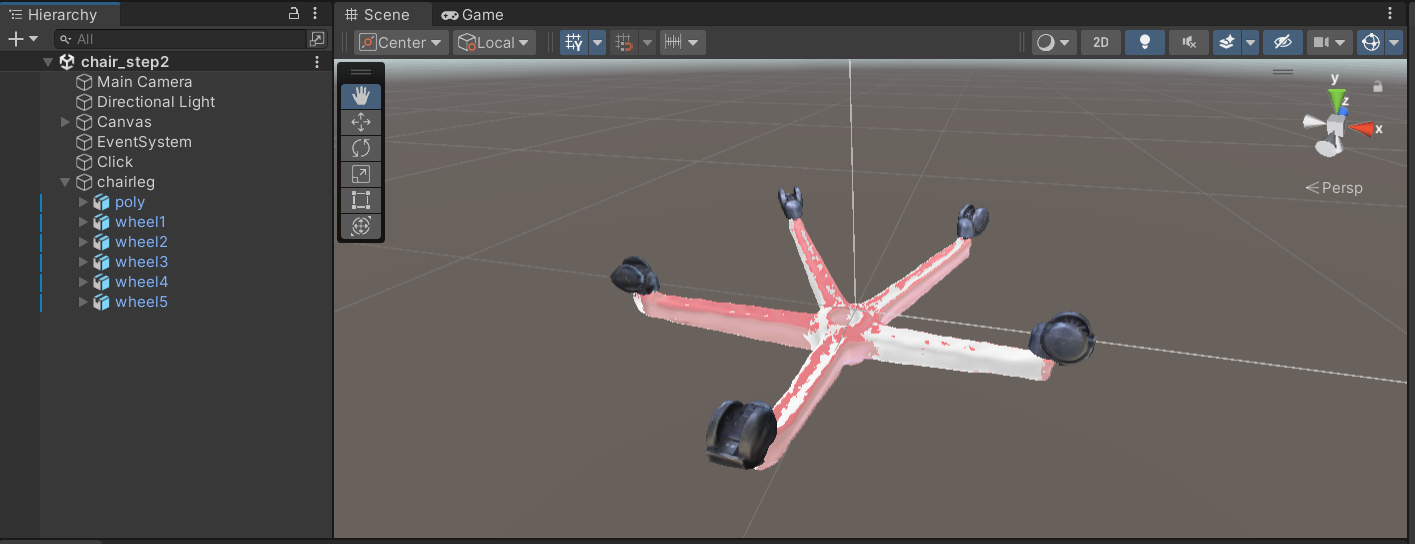 Hierarchy
All
chair_step2
Main Camera
Directional Light
Canvas
EventSystem
Click
chairleg
poly
wheel1
wheel2
wheel3
wheel4
wheel5
Scene Game
Center Local 2D
y
z
x
Persp